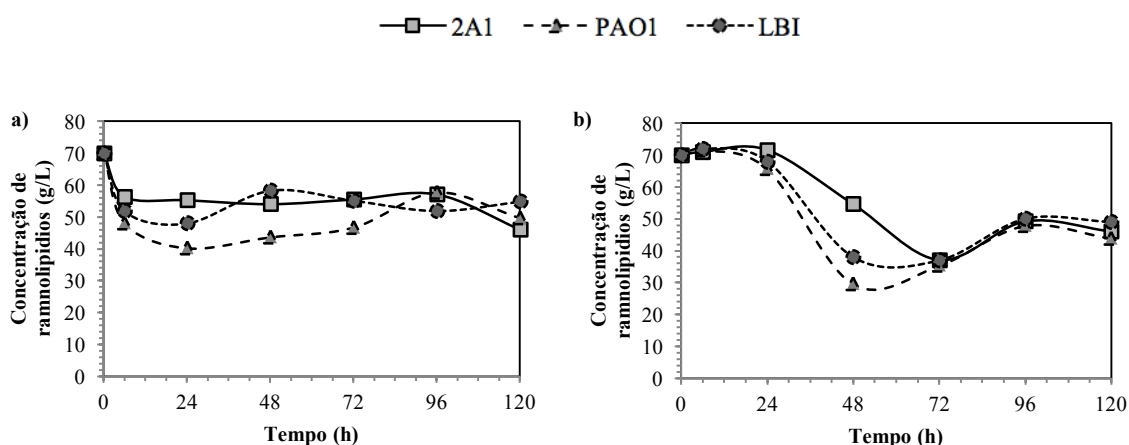 2A1 PAO1 LBI
a)
80
70
60
50
40
30
20
10
0
Concentração de
ramnolipidios (g/L)
0 24 48 72 96 120
Tempo (h)
b)
80
70
60
50
40
30
20
10
0
Concentração de
ramnolipidios (g/L)
0 24 48 72 96 120
Tempo (h)